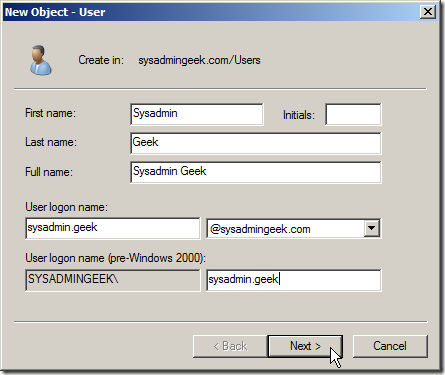 New Object - User
Create in: sysadmingeek.com/Users
First name: Sysadmin Initials:
Last name: Geek
Full name: Sysadmin Geek
User logon name:
sysadmin.geek @sysadmingeek.com
User logon name (pre-Windows 2000):
SYSADMINGEEK\ sysadmin.geek
< Back Next > Cancel